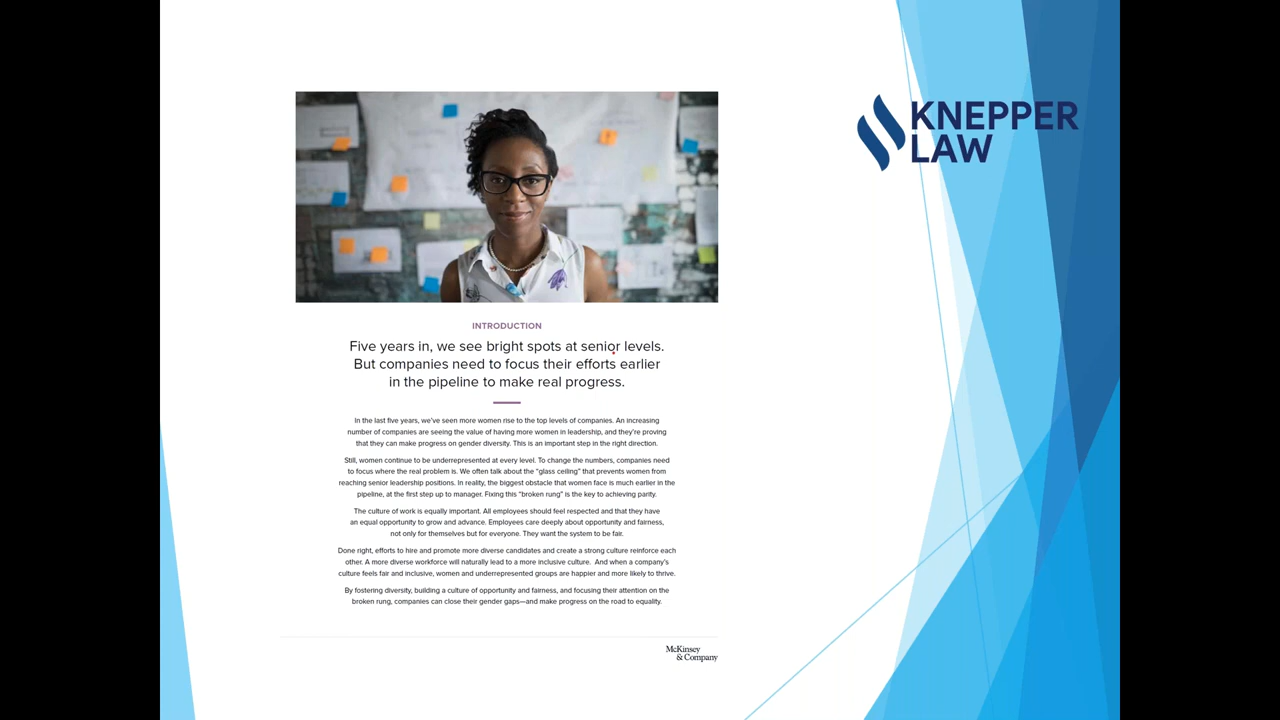 KNEPPER
LAW
INTRODUCTION
Five years in, we see bright spots at senior levels.
But companies need to focus their efforts earlier
in the pipeline to make real progress.
In the last five years, we've seen more women rise to the top levels of companies. An increasing
number of companies are seeing the value of having more women in leadership, and they're proving
that they can make progress on gender diversity. This is an important step in the right direction.
Still, women continue to be underrepresented at every level. To change the numbers, companies need
to focus where the real problem is. We often talk about the "glass ceiling" that prevents women from
reaching senior leadership positions. In reality, the biggest obstacle that women face is much earlier in the
pipeline, at the first step up to manager. Fixing this "broken rung" is the key to achieving parity.
The culture of work is equally important. All employees should feel respected and that they have
an equal opportunity to grow and advance. Employees care deeply about opportunity and fairness,
not only for themselves but for everyone. They want the system to be fair.
Done right, efforts to hire and promote more diverse candidates and create a strong culture reinforce each
other. A more diverse workforce will naturally lead to a more inclusive culture. And when a company's
culture feels fair and inclusive, women and underrepresented groups are happier and more likely to thrive.
By fostering diversity, building a culture of opportunity and fairness, and focusing their attention on the
broken rung, companies can close their gender gaps—and make progress on the road to equality.
McKinsey
& Company